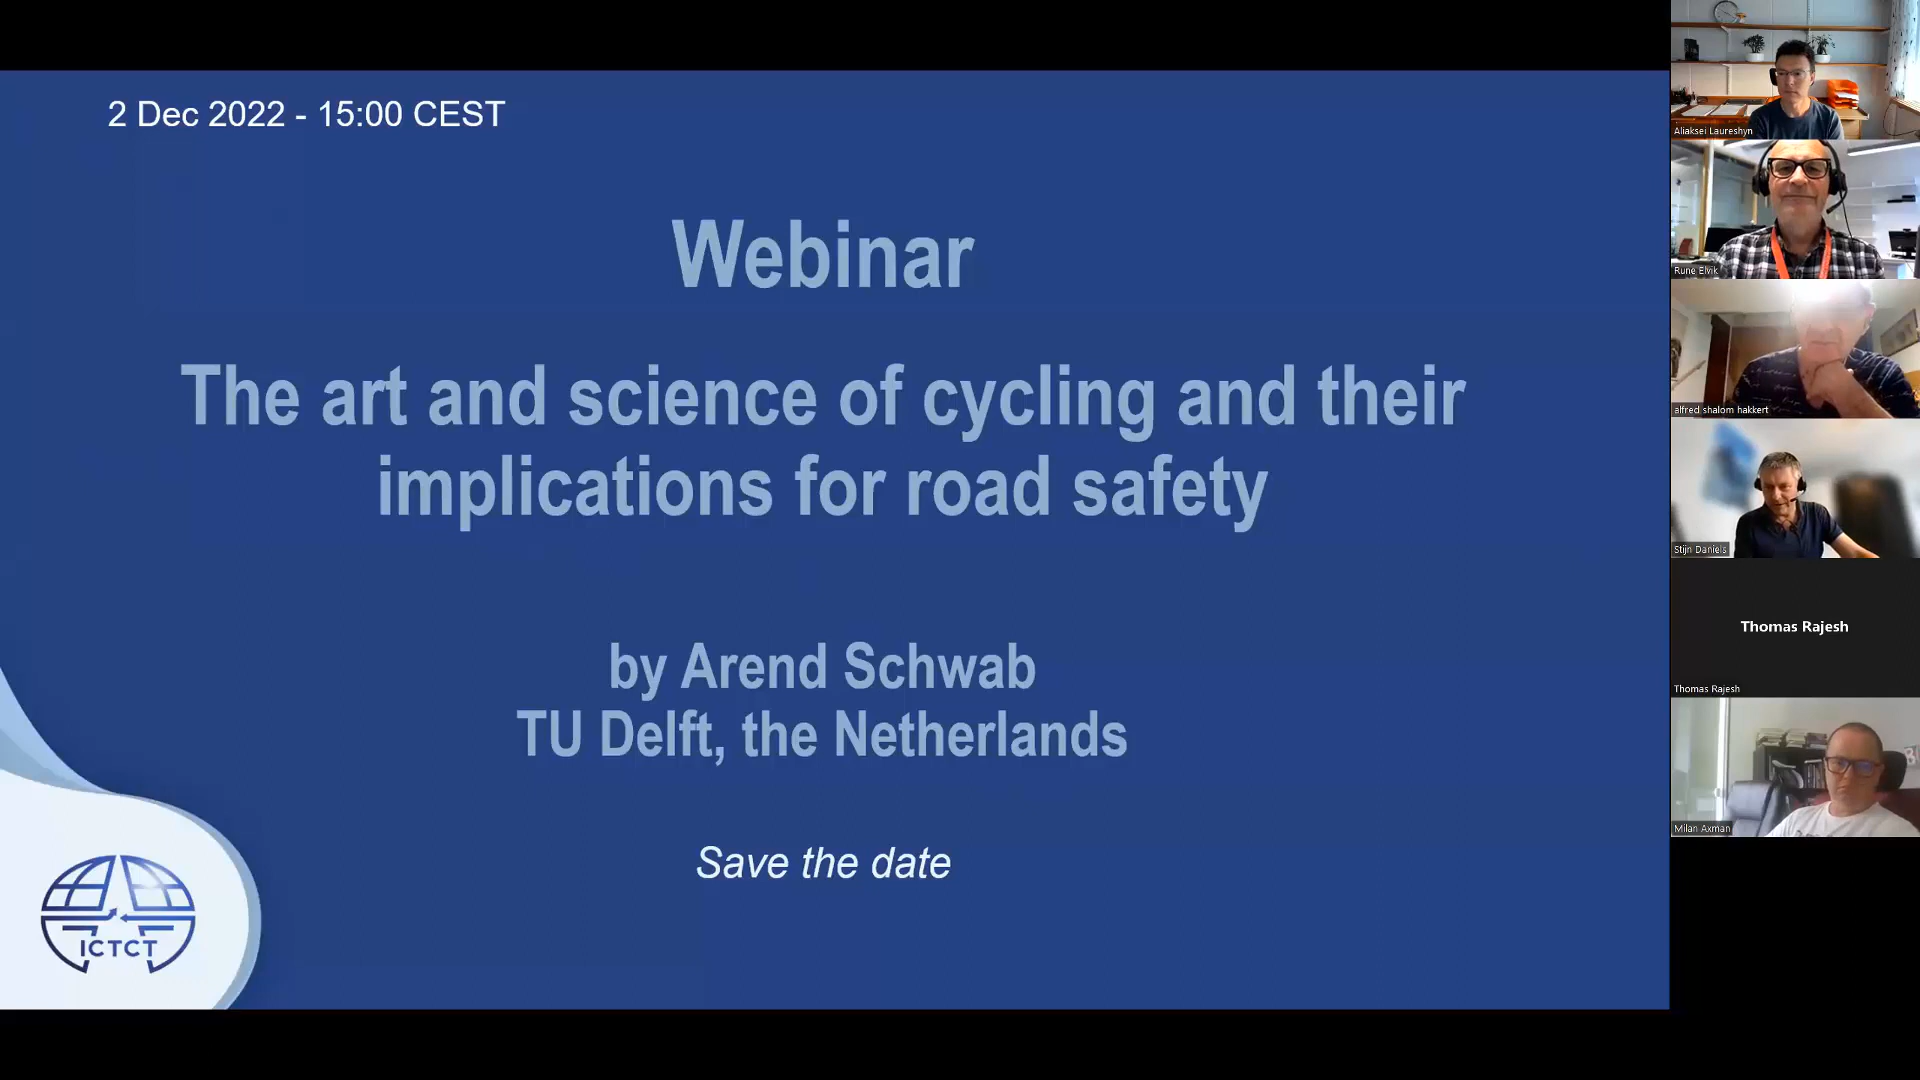 2 Dec 2022 - 15:00 CEST
Webinar
The art and science of cycling and their
implications for road safety
by Arend Schwab
TU Delft, the Netherlands
Save the date
ICTCT
Aliaksei Laureshyn
Rune Elvik
alfred shalom hakkert
Stijn Daniels
Thomas Rajesh
Thomas Rajesh
Milan Axman